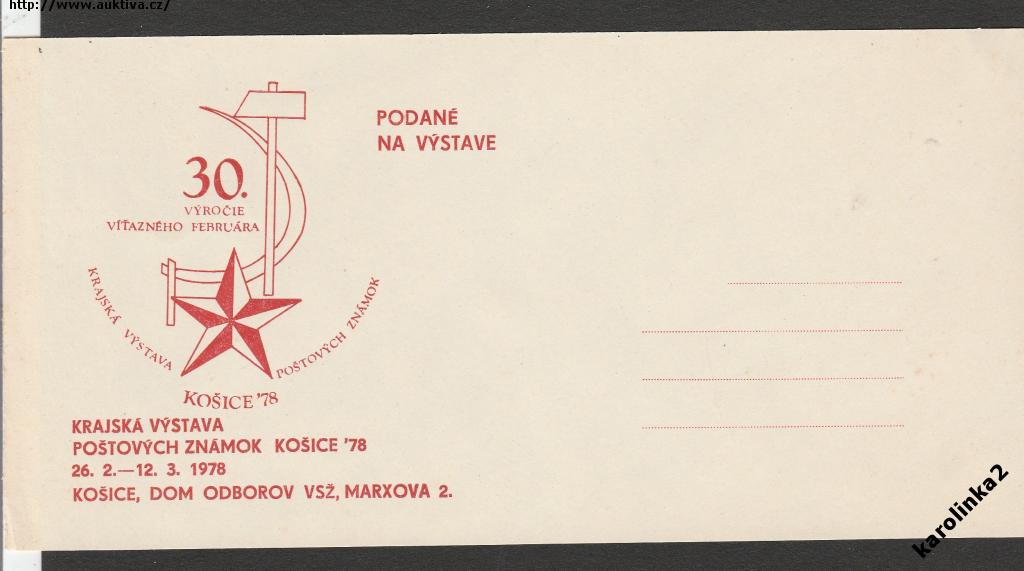 http://www.auktiva.cz/
PODANÉ
NA VÝSTAVE
30.
VÝROČIE
VÍŤAZNÉHO FEBRUÁRA
KRAJSKÁ VÝSTAVA
POŠTOVÝCH ZNÁMOK
KOŠICE '78
KRAJSKÁ VÝSTAVA
POŠTOVÝCH ZNÁMOK KOŠICE '78
26. 2.—12. 3. 1978
KOŠICE, DOM ODBOROV VSŽ, MARXOVA 2.
karolinka2